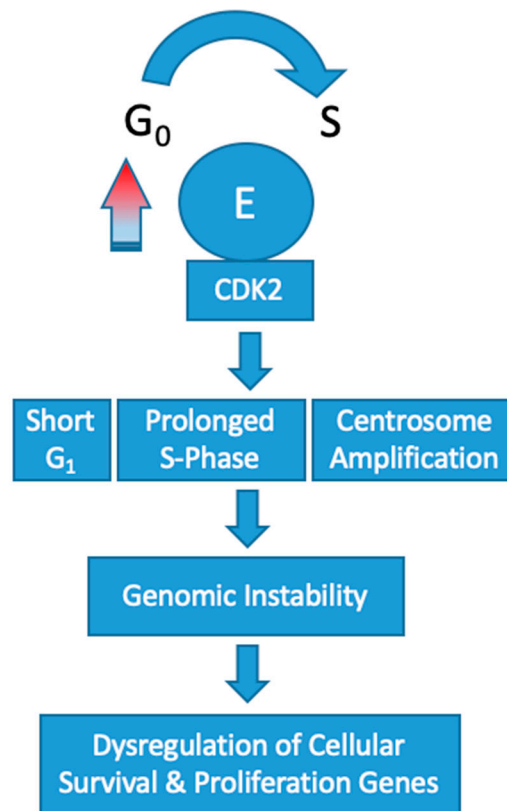 G₀ S
E
CDK2
Short
G₁
Prolonged
S-Phase
Centrosome
Amplification
Genomic Instability
Dysregulation of Cellular
Survival & Proliferation Genes